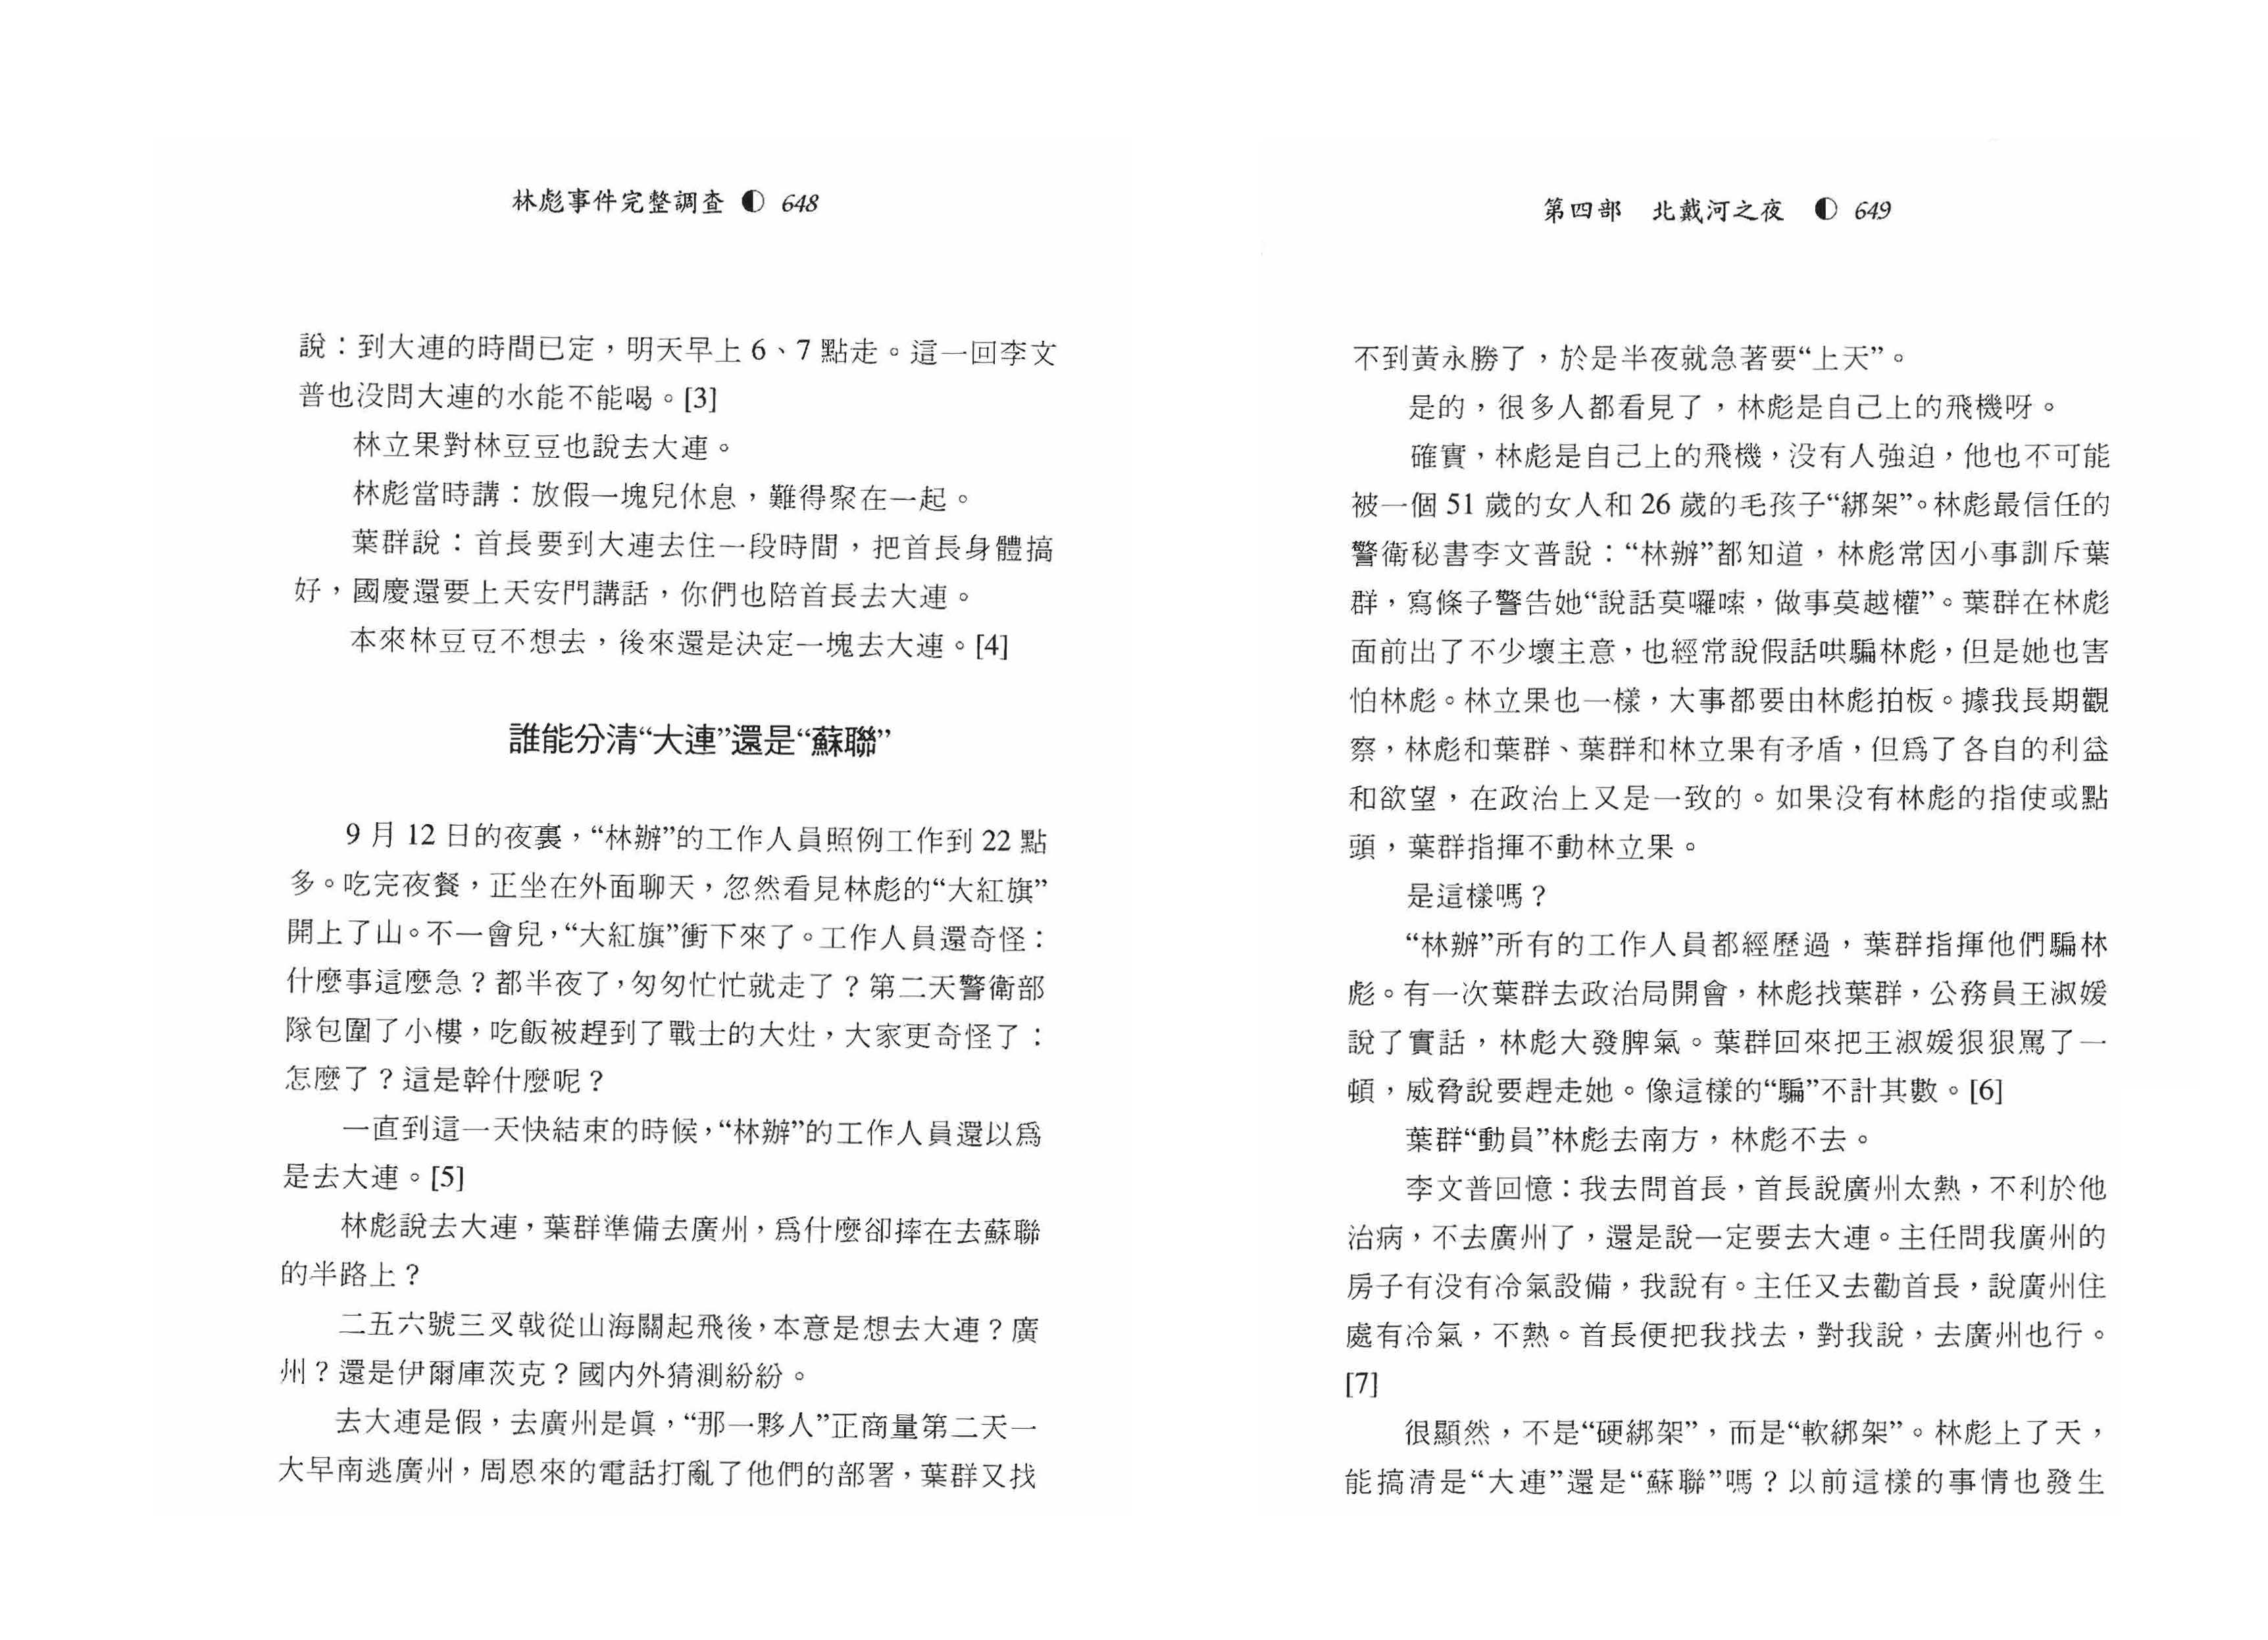 林彪事件完整調查 ◐ 648
說：到大連的時間已定，明天早上 6、7 點走。這一回李文
普也没問大連的水能不能喝。[3]
林立果對林豆豆也說去大連。
林彪當時講：放假一塊兒休息，難得聚在一起。
葉群說：首長要到大連去住一段時間，把首長身體搞
好，國慶還要上天安門講話，你們也陪首長去大連。
本來林豆豆不想去，後來還是決定一塊去大連。[4]
誰能分清“大連”還是“蘇聯”
9 月 12 日的夜裏，“林辦”的工作人員照例工作到 22 點
多。吃完夜餐，正坐在外面聊天，忽然看見林彪的“大紅旗”
開上了山。不一會兒，“大紅旗”衝下來了。工作人員還奇怪：
什麼事這麼急？都半夜了，匆匆忙忙就走了？第二天警衛部
隊包圍了小樓，吃飯被趕到了戰士的大灶，大家更奇怪了：
怎麼了？這是幹什麼呢？
一直到這一天快結束的時候，“林辦”的工作人員還以爲
是去大連。[5]
林彪說去大連，葉群準備去廣州，爲什麼卻摔在去蘇聯
的半路上？
二五六號三叉戟從山海關起飛後，本意是想去大連？廣
州？還是伊爾庫茨克？國内外猜測紛紛。
去大連是假，去廣州是眞，“那一夥人”正商量第二天一
大早南逃廣州，周恩來的電話打亂了他們的部署，葉群又找
第四部　北戴河之夜 ◐ 649
不到黃永勝了，於是半夜就急著要“上天”。
是的，很多人都看見了，林彪是自己上的飛機呀。
確實，林彪是自己上的飛機，没有人強迫，他也不可能
被一個 51 歲的女人和 26 歲的毛孩子“綁架”。林彪最信任的
警衛秘書李文普說：“林辦”都知道，林彪常因小事訓斥葉
群，寫條子警告她“說話莫囉嗦，做事莫越權”。葉群在林彪
面前出了不少壞主意，也經常說假話哄騙林彪，但是她也害
怕林彪。林立果也一樣，大事都要由林彪拍板。據我長期觀
察，林彪和葉群、葉群和林立果有矛盾，但爲了各自的利益
和欲望，在政治上又是一致的。如果没有林彪的指使或點
頭，葉群指揮不動林立果。
是這樣嗎？
“林辦”所有的工作人員都經歷過，葉群指揮他們騙林
彪。有一次葉群去政治局開會，林彪找葉群，公務員王淑媛
說了實話，林彪大發脾氣。葉群回來把王淑媛狠狠罵了一
頓，威脅說要趕走她。像這樣的“騙”不計其數。[6]
葉群“動員”林彪去南方，林彪不去。
李文普回憶：我去問首長，首長說廣州太熱，不利於他
治病，不去廣州了，還是說一定要去大連。主任問我廣州的
房子有没有冷氣設備，我說有。主任又去勸首長，說廣州住
處有冷氣，不熱。首長便把我找去，對我說，去廣州也行。
[7]
很顯然，不是“硬綁架”，而是“軟綁架”。林彪上了天，
能搞清是“大連”還是“蘇聯”嗎？以前這樣的事情也發生